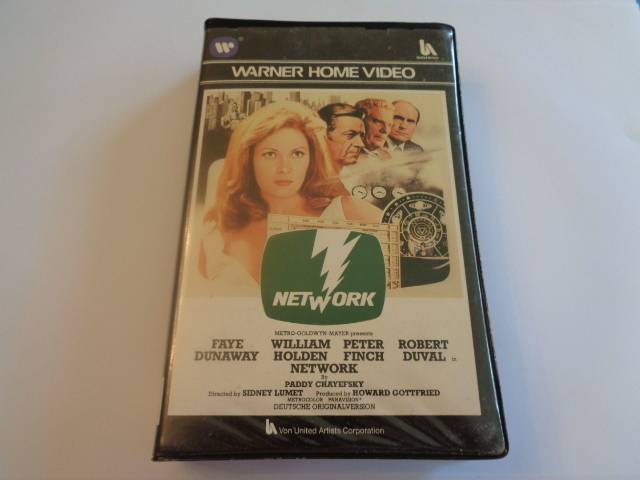 WARNER HOME VIDEO
NETWORK
METRO-GOLDWYN-MAYER presents
FAYE DUNAWAY WILLIAM HOLDEN PETER FINCH ROBERT DUVAL in
NETWORK
By
PADDY CHAYEFSKY
Directed by SIDNEY LUMET Produced by HOWARD GOTTFRIED
METROCOLOR PANAVISION®
DEUTSCHE ORIGINALVERSION
Von United Artists Corporation